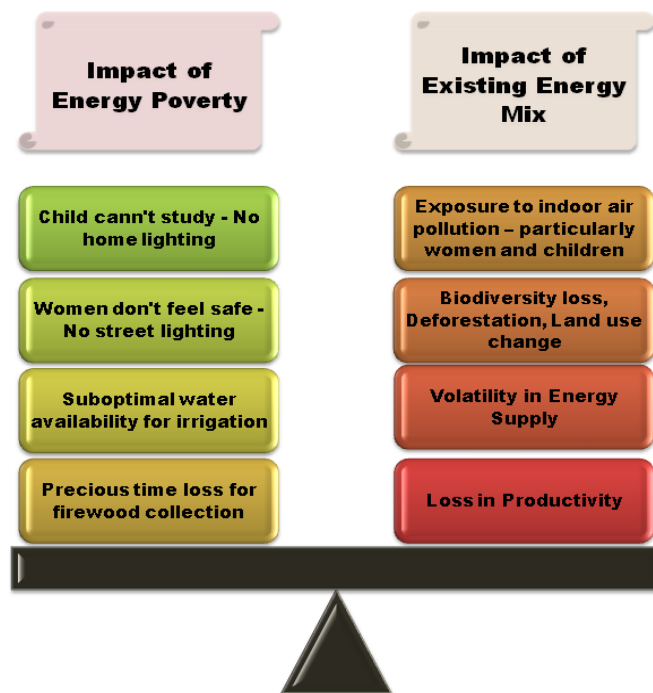 Impact of
Energy Poverty
Child cann't study - No
home lighting
Women don't feel safe -
No street lighting
Suboptimal water
availability for irrigation
Precious time loss for
firewood collection
Impact of
Existing Energy
Mix
Exposure to indoor air
pollution – particularly
women and children
Biodiversity loss,
Deforestation, Land use
change
Volatility in Energy
Supply
Loss in Productivity